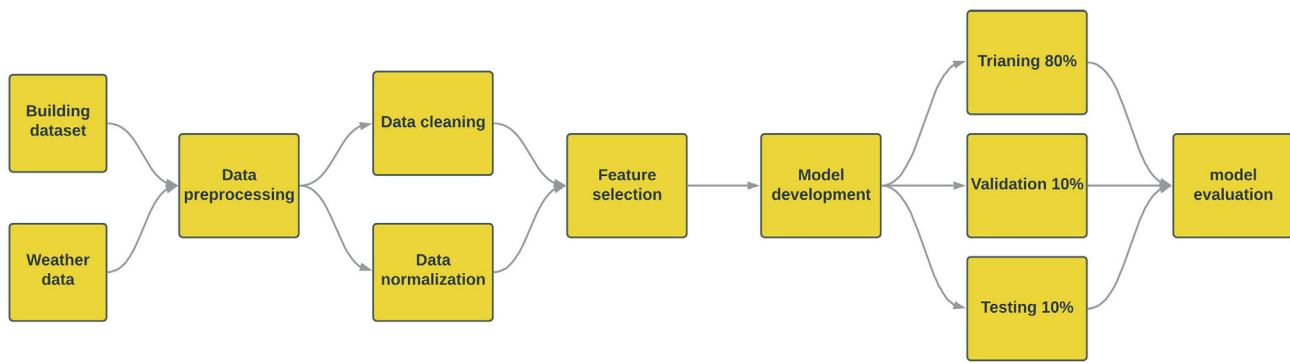 Building
dataset
Weather
data
Data
preprocessing
Data cleaning
Data
normalization
Feature
selection
Model
development
Trianing 80%
Validation 10%
Testing 10%
model
evaluation